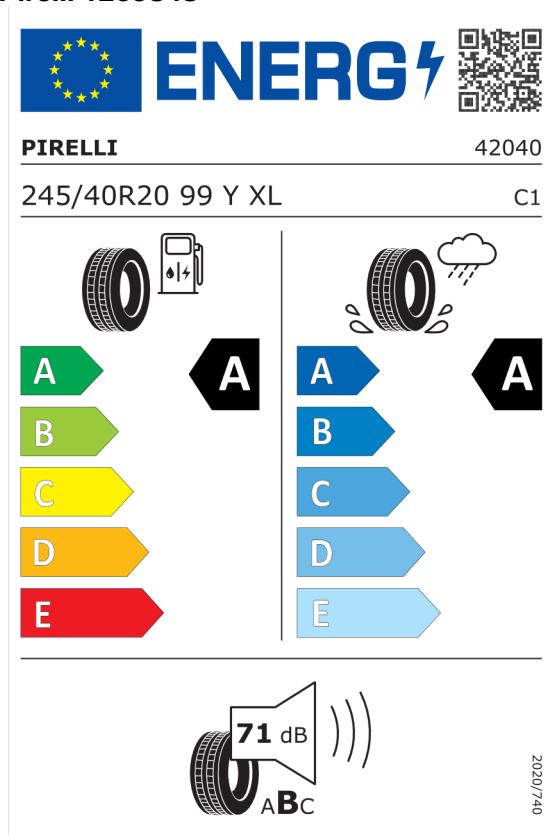 ENERG
PIRELLI 42040
245/40R20 99 Y XL C1
A A A A
B B
C C
D D
E E
71 dB
ABC
2020/740